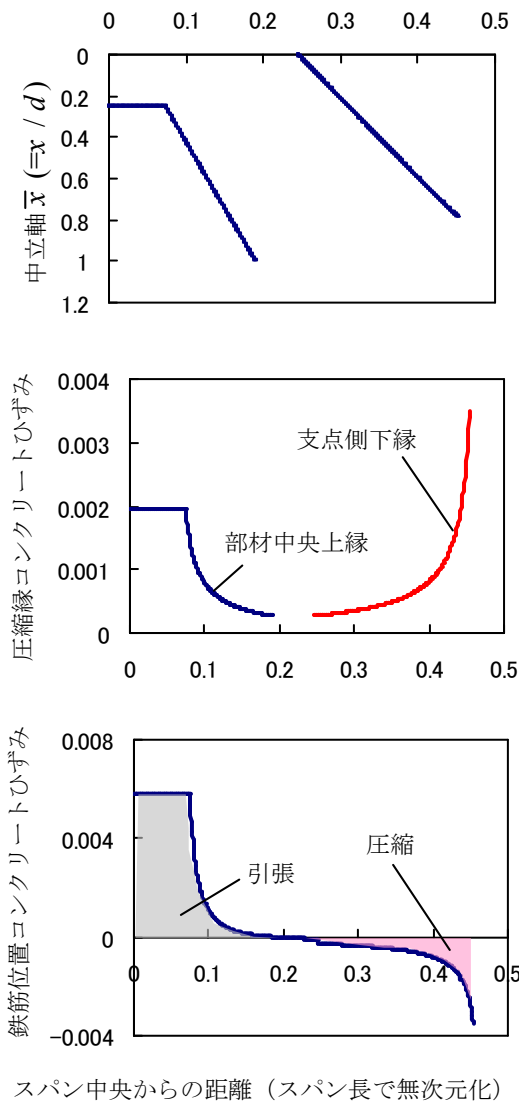 0 0.1 0.2 0.3 0.4 0.5
0
0.2
0.4
0.6
0.8
1
1.2
中立軸 x̅ (=x / d)
0.004
0.003
0.002
0.001
0
圧縮縁コンクリートひずみ
支点側下縁
部材中央上縁
0 0.1 0.2 0.3 0.4 0.5
0.008
0.004
0
-0.004
鉄筋位置コンクリートひずみ
圧縮
引張
0 0.1 0.2 0.3 0.4 0.5
スパン中央からの距離（スパン長で無次元化）